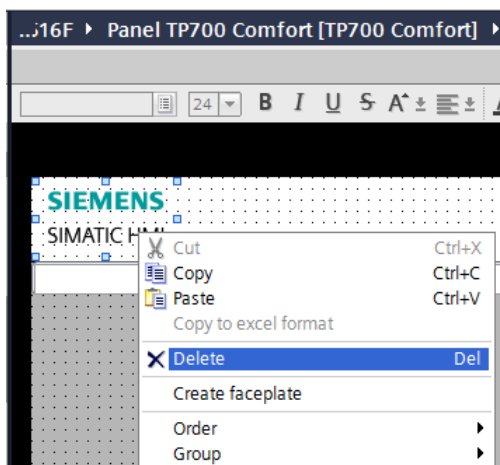 ...516F ▸ Panel TP700 Comfort [TP700 Comfort] ▸
24 B I U S A
SIEMENS
SIMATIC HMI
Cut Ctrl+X
Copy Ctrl+C
Paste Ctrl+V
Copy to excel format
Delete Del
Create faceplate
Order
Group